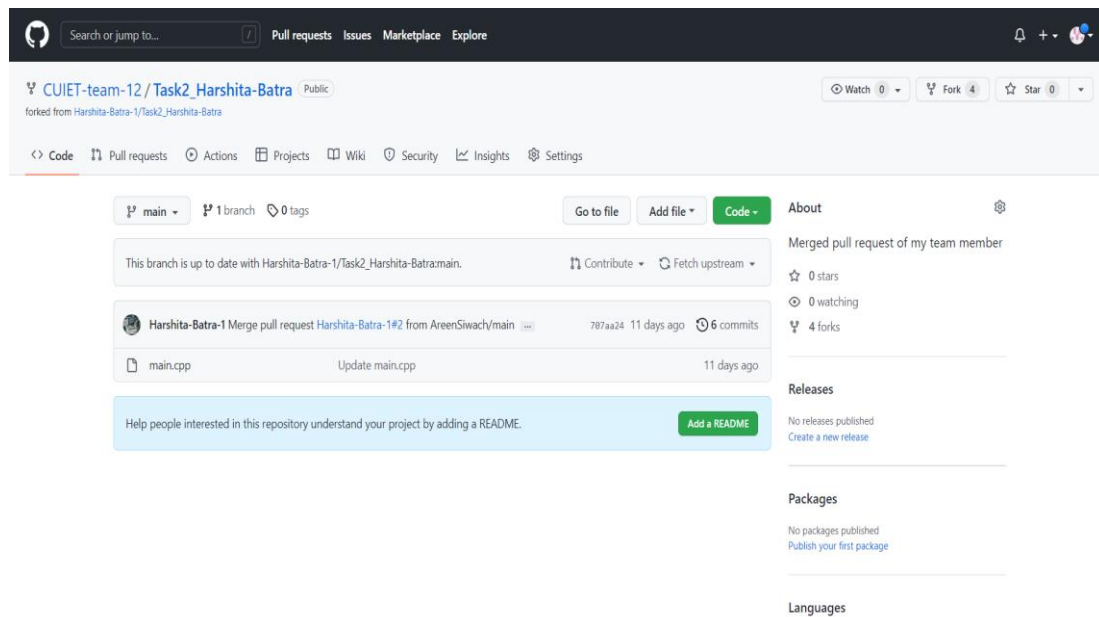 Search or jump to... / Pull requests Issues Marketplace Explore
CUIET-team-12 / Task2_Harshita-Batra Public
Watch 0 Fork 4 Star 0
forked from Harshita-Batra-1/Task2_Harshita-Batra
<> Code Pull requests Actions Projects Wiki Security Insights Settings
main 1 branch 0 tags
Go to file Add file Code
This branch is up to date with Harshita-Batra-1/Task2_Harshita-Batra:main.
Contribute Fetch upstream
Harshita-Batra-1 Merge pull request Harshita-Batra-1#2 from AreenSiwach/main ... 707aa24 11 days ago 6 commits
main.cpp Update main.cpp 11 days ago
Help people interested in this repository understand your project by adding a README.
Add a README
About
Merged pull request of my team member
0 stars
0 watching
4 forks
Releases
No releases published
Create a new release
Packages
No packages published
Publish your first package
Languages